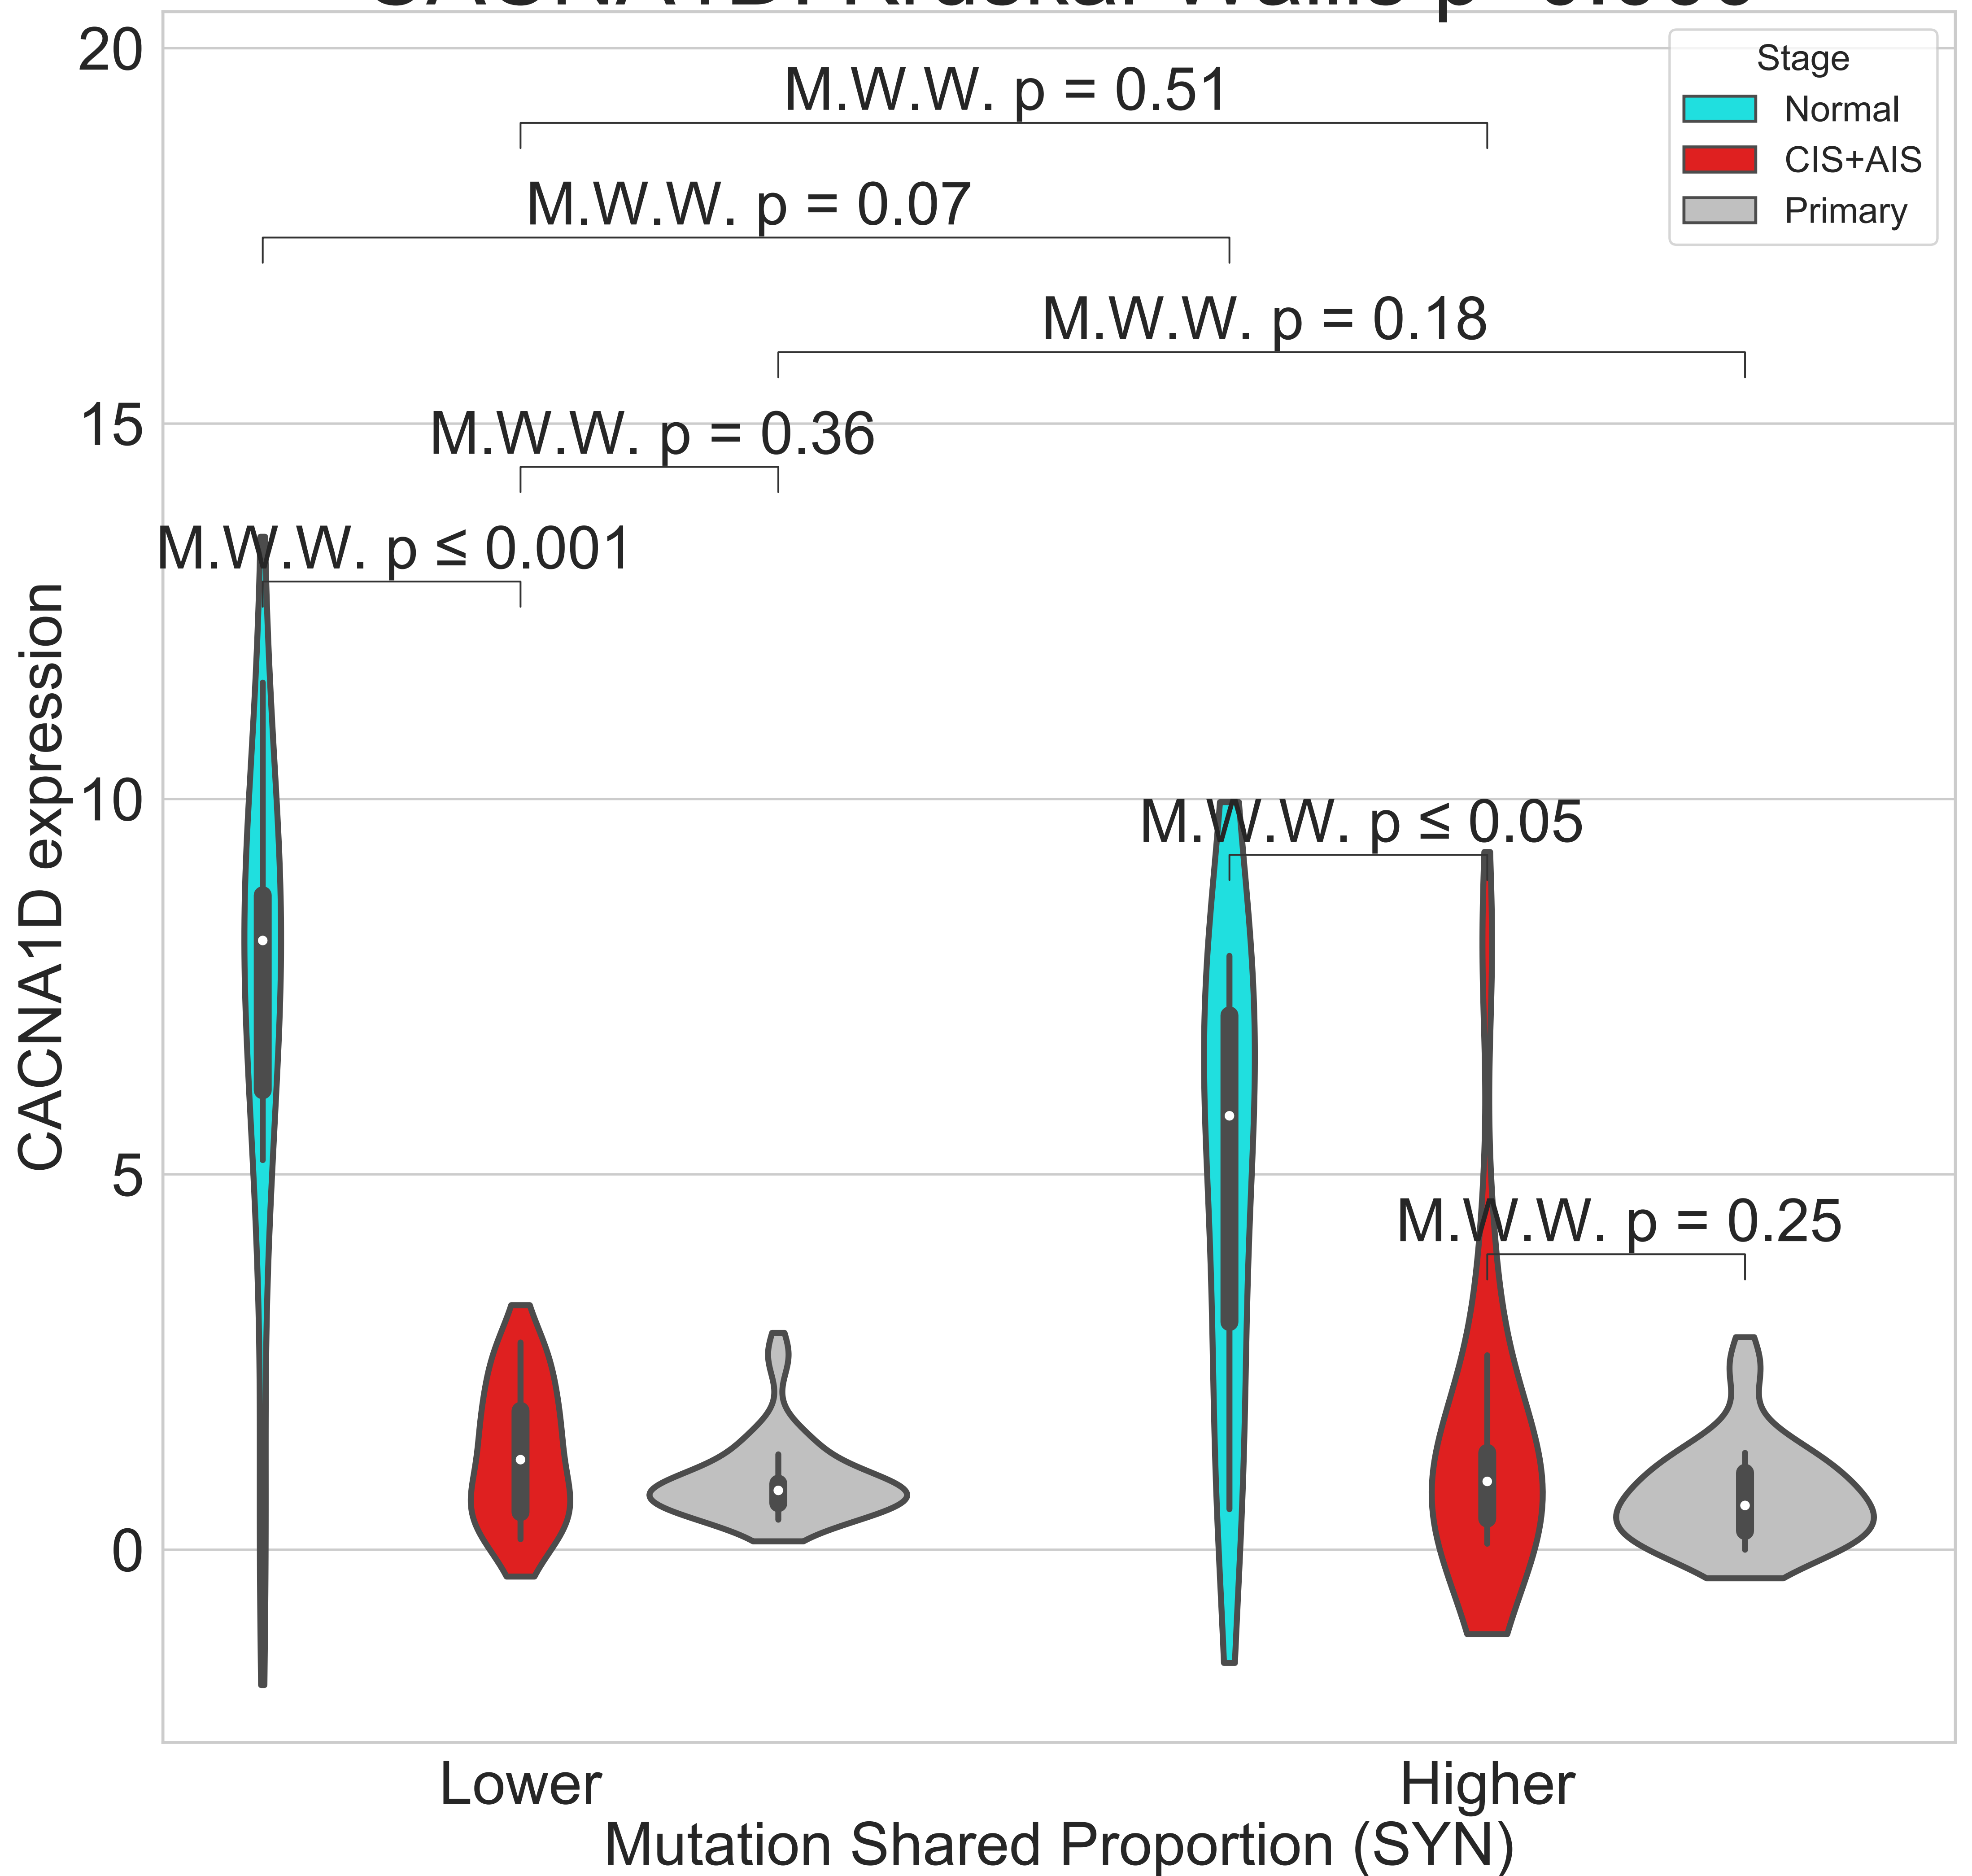 20
Stage
Normal
CIS+AIS
Primary
M.W.W. p = 0.51
M.W.W. p = 0.07
M.W.W. p = 0.18
15
M.W.W. p = 0.36
M.W.W. p ≤ 0.001
10
M.W.W. p ≤ 0.05
CACNA1D expression
5
M.W.W. p = 0.25
0
Lower
Higher
Mutation Shared Proportion (SYN)